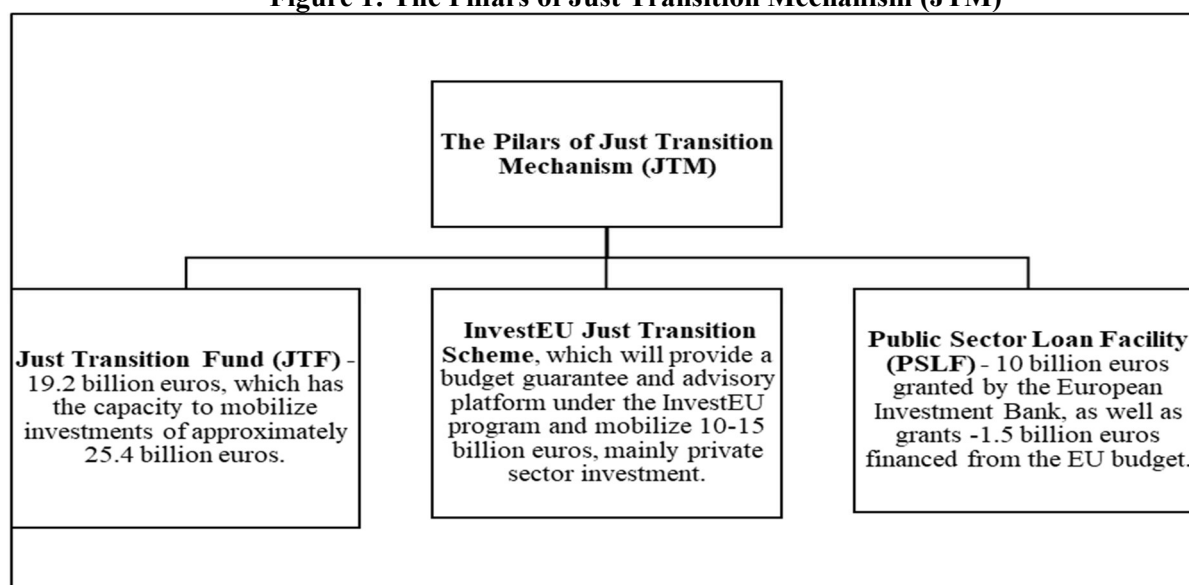 Figure 1: The Pillars of Just Transition Mechanism (JTM)
The Pillars of Just Transition
Mechanism (JTM)
Just Transition Fund (JTF) -
19.2 billion euros, which has
the capacity to mobilize
investments of approximately
25.4 billion euros.
InvestEU Just Transition
Scheme, which will provide a
budget guarantee and advisory
platform under the InvestEU
program and mobilize 10-15
billion euros, mainly private
sector investment.
Public Sector Loan Facility
(PSLF) - 10 billion euros
granted by the European
Investment Bank, as well as
grants -1.5 billion euros
financed from the EU budget.